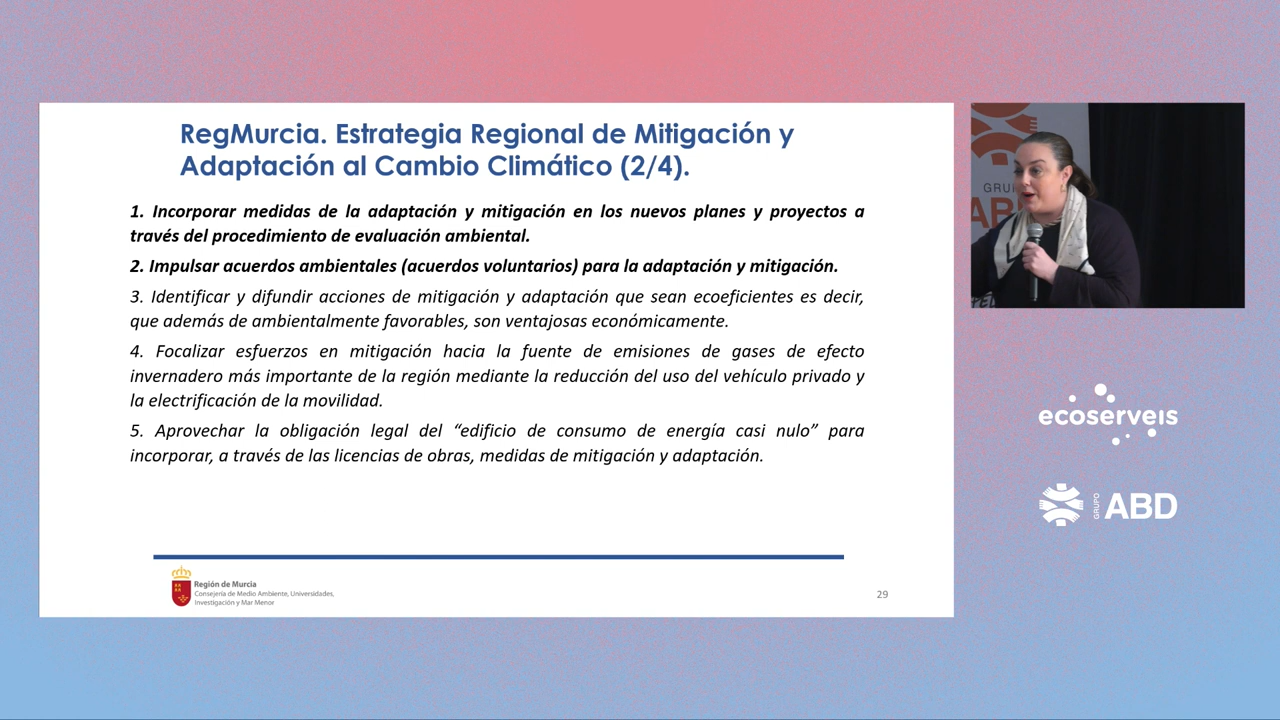 RegMurcia. Estrategia Regional de Mitigación y
Adaptación al Cambio Climático (2/4).
1. Incorporar medidas de la adaptación y mitigación en los nuevos planes y proyectos a
través del procedimiento de evaluación ambiental.
2. Impulsar acuerdos ambientales (acuerdos voluntarios) para la adaptación y mitigación.
3. Identificar y difundir acciones de mitigación y adaptación que sean ecoeficientes es decir,
que además de ambientalmente favorables, son ventajosas económicamente.
4. Focalizar esfuerzos en mitigación hacia la fuente de emisiones de gases de efecto
invernadero más importante de la región mediante la reducción del uso del vehículo privado y
la electrificación de la movilidad.
5. Aprovechar la obligación legal del “edificio de consumo de energía casi nulo” para
incorporar, a través de las licencias de obras, medidas de mitigación y adaptación.
Región de Murcia
Consejería de Medio Ambiente, Universidades,
Investigación y Mar Menor
29
ecoserveis
GRUPO ABD